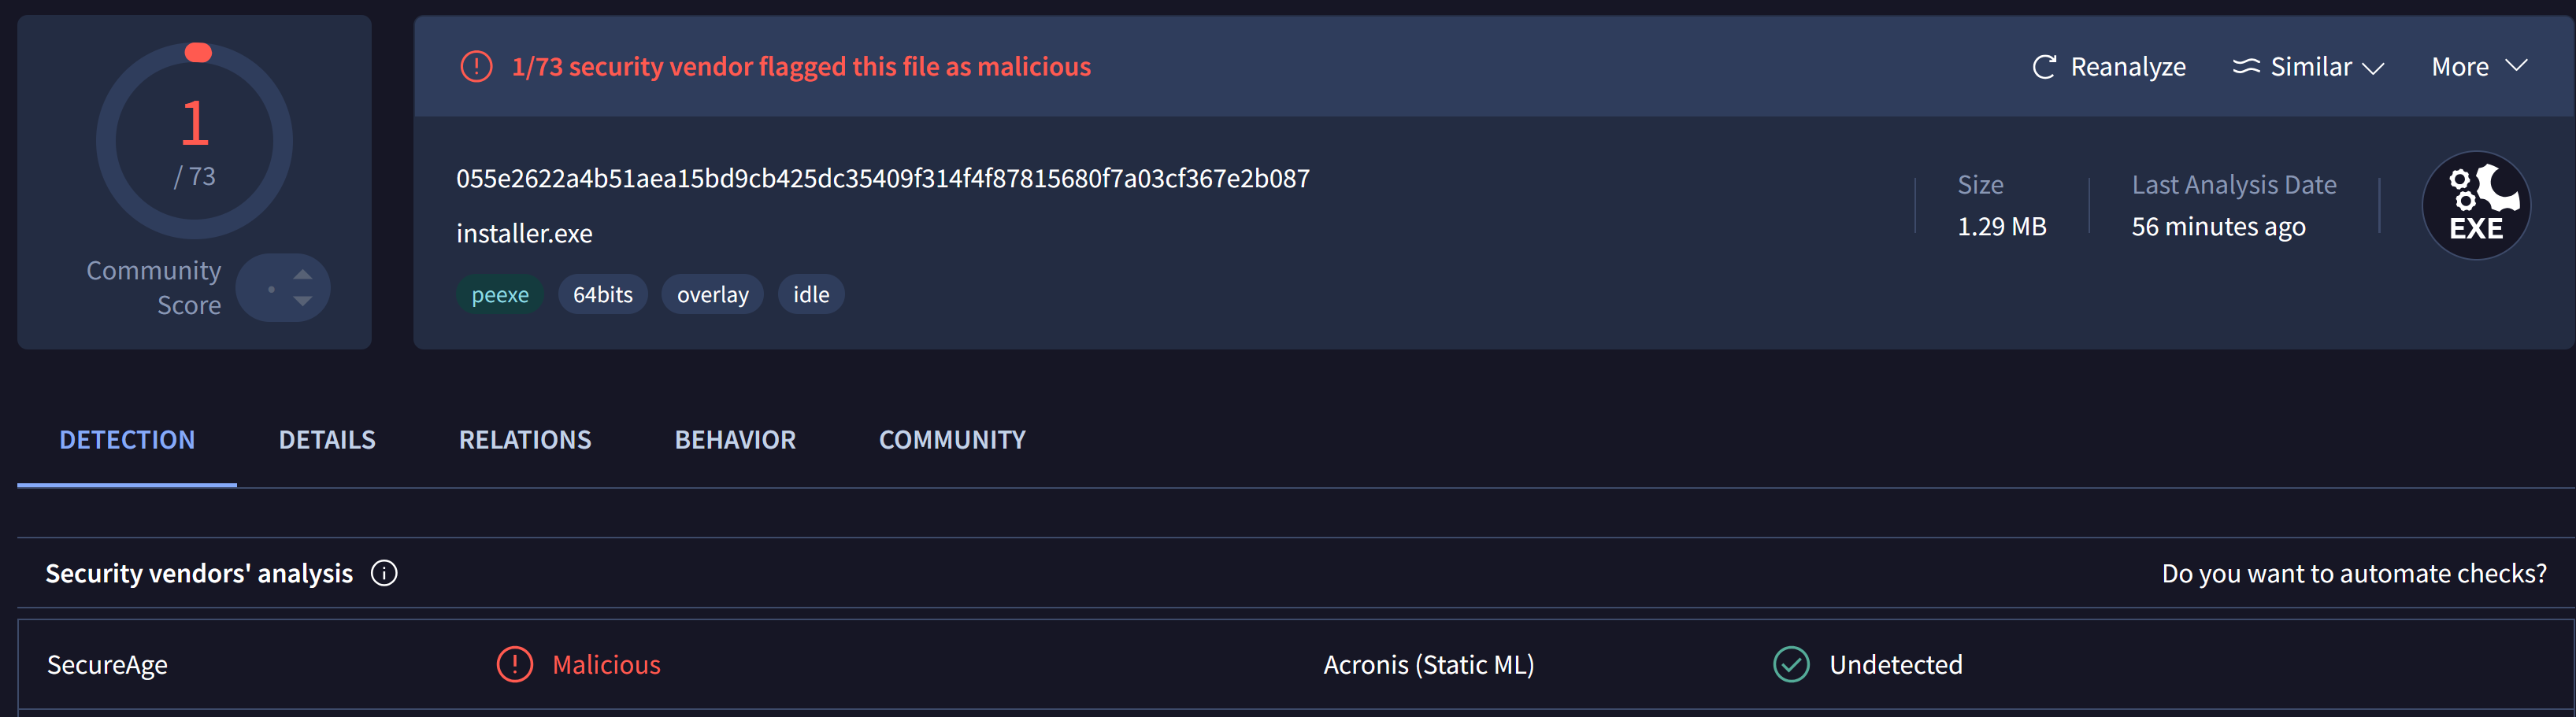 1
/ 73
Community
Score
1/73 security vendor flagged this file as malicious
Reanalyze
Similar
More
055e2622a4b51aea15bd9cb425dc35409f314f4f87815680f7a03cf367e2b087
installer.exe
peexe
64bits
overlay
idle
Size
1.29 MB
Last Analysis Date
56 minutes ago
EXE
DETECTION
DETAILS
RELATIONS
BEHAVIOR
COMMUNITY
Security vendors' analysis
Do you want to automate checks?
SecureAge
Malicious
Acronis (Static ML)
Undetected